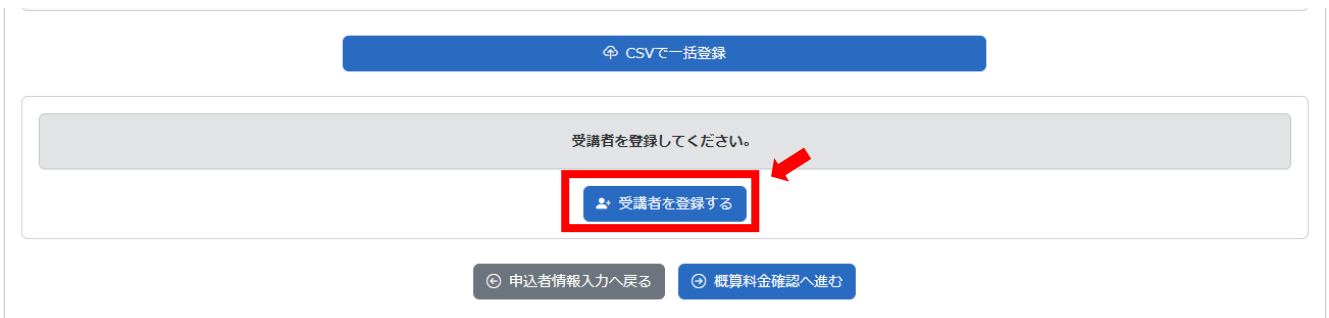 CSVで一括登録
受講者を登録してください。
受講者を登録する
申込者情報入力へ戻る
概算料金確認へ進む